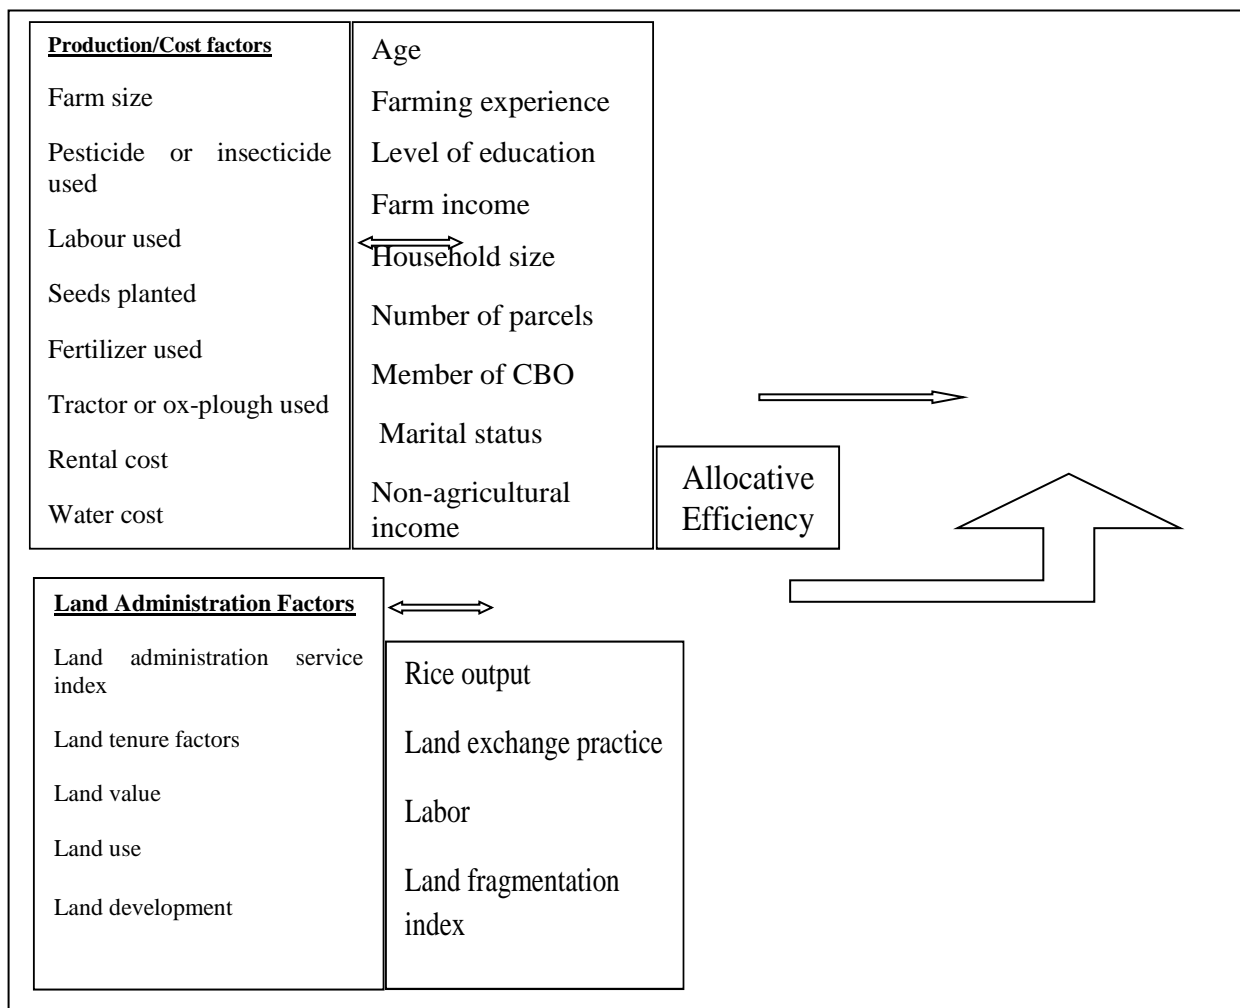 Production/Cost factors
Farm size
Pesticide or insecticide
used
Labour used
Seeds planted
Fertilizer used
Tractor or ox-plough used
Rental cost
Water cost
Age
Farming experience
Level of education
Farm income
Household size
Number of parcels
Member of CBO
Marital status
Non-agricultural
income
Allocative
Efficiency
Land Administration Factors
Land administration service
index
Land tenure factors
Land value
Land use
Land development
Rice output
Land exchange practice
Labor
Land fragmentation
index